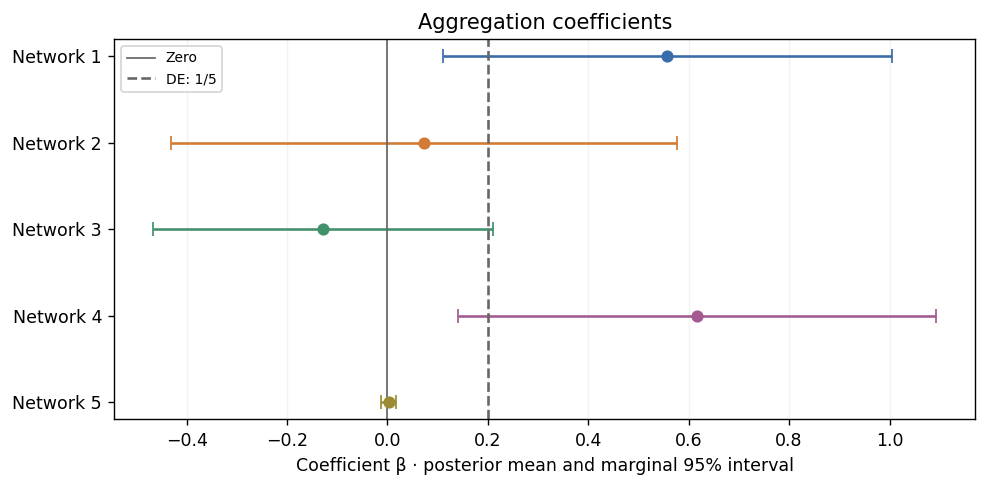 Aggregation coefficients
Zero
DE: 1/5
Network 1
Network 2
Network 3
Network 4
Network 5
−0.4 −0.2 0.0 0.2 0.4 0.6 0.8 1.0
Coefficient β · posterior mean and marginal 95% interval